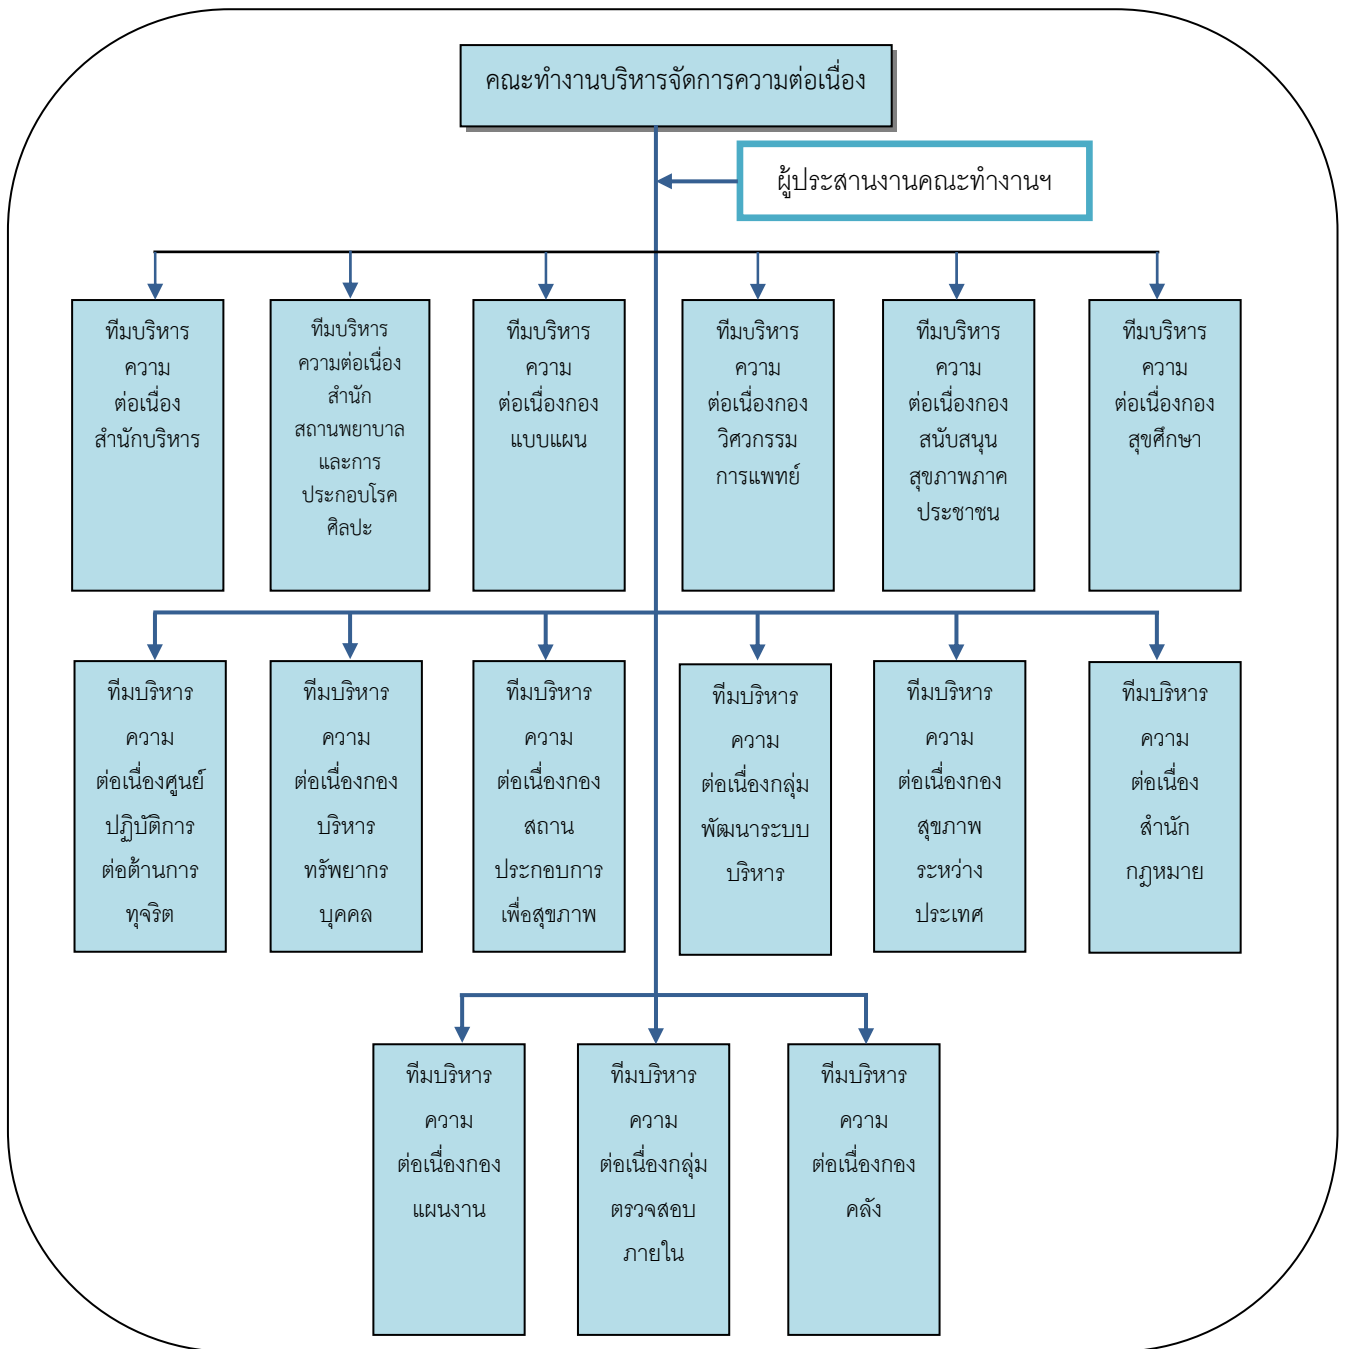 คณะทำงานบริหารจัดการความต่อเนื่อง
ผู้ประสานงานคณะทำงานฯ
ทีมบริหาร
ความ
ต่อเนื่อง
สำนักบริหาร
ทีมบริหาร
ความต่อเนื่อง
สำนัก
สถานพยาบาล
และการ
ประกอบโรค
ศิลปะ
ทีมบริหาร
ความ
ต่อเนื่องกอง
แบบแผน
ทีมบริหาร
ความ
ต่อเนื่องกอง
วิศวกรรม
การแพทย์
ทีมบริหาร
ความ
ต่อเนื่องกอง
สนับสนุน
สุขภาพภาค
ประชาชน
ทีมบริหาร
ความ
ต่อเนื่องกอง
สุขศึกษา
ทีมบริหาร
ความ
ต่อเนื่องศูนย์
ปฏิบัติการ
ต่อต้านการ
ทุจริต
ทีมบริหาร
ความ
ต่อเนื่องกอง
บริหาร
ทรัพยากร
บุคคล
ทีมบริหาร
ความ
ต่อเนื่องกอง
สถาน
ประกอบการ
เพื่อสุขภาพ
ทีมบริหาร
ความ
ต่อเนื่องกลุ่ม
พัฒนาระบบ
บริหาร
ทีมบริหาร
ความ
ต่อเนื่องกอง
สุขภาพ
ระหว่าง
ประเทศ
ทีมบริหาร
ความ
ต่อเนื่อง
สำนัก
กฎหมาย
ทีมบริหาร
ความ
ต่อเนื่องกอง
แผนงาน
ทีมบริหาร
ความ
ต่อเนื่องกลุ่ม
ตรวจสอบ
ภายใน
ทีมบริหาร
ความ
ต่อเนื่องกอง
คลัง